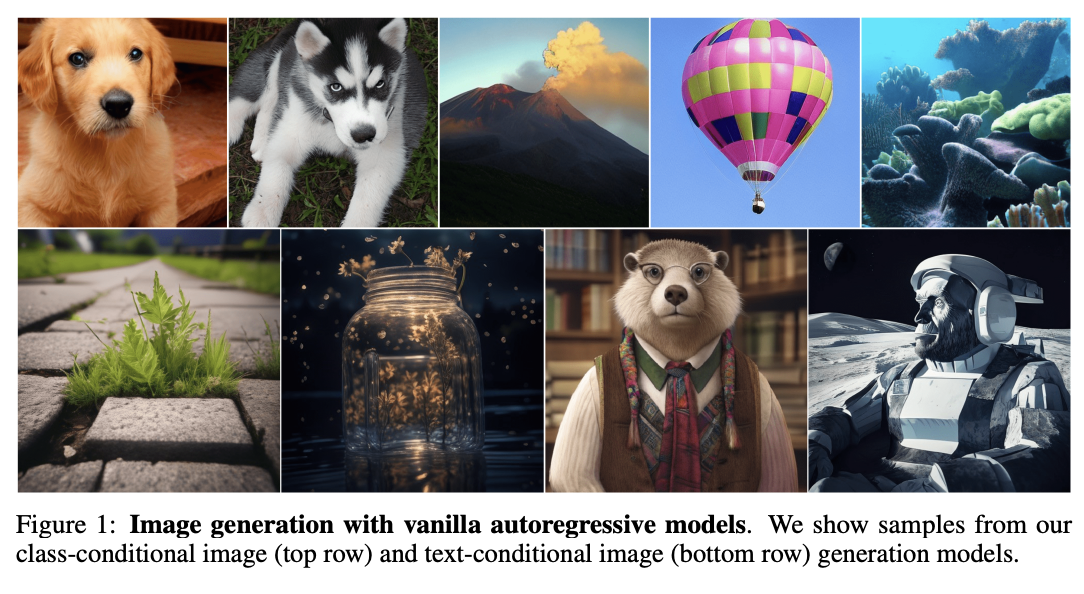 Figure 1: Image generation with vanilla autoregressive models. We show samples from our
class-conditional image (top row) and text-conditional image (bottom row) generation models.